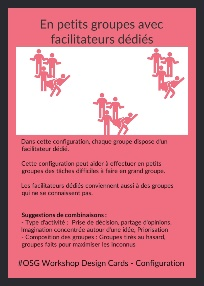 En petits groupes avec
facilitateurs dédiés
Dans cette configuration, chaque groupe dispose d'un
facilitateur dédié.
Cette configuration peut aider à effectuer en petits
groupes des tâches difficiles à faire en grand groupe.
Les facilitateurs dédiés conviennent aussi à des groupes
qui ne se connaissent pas.
Suggestions de combinaisons :
- Type d'activité : Prise de décision, partage d'opinions,
Imagination concentrée autour d'une idée, Priorisation
- Composition des groupes : Groupes tirés au hasard,
groupes faits pour maximiser les inconnus
#OSG Workshop Design Cards - Configuration